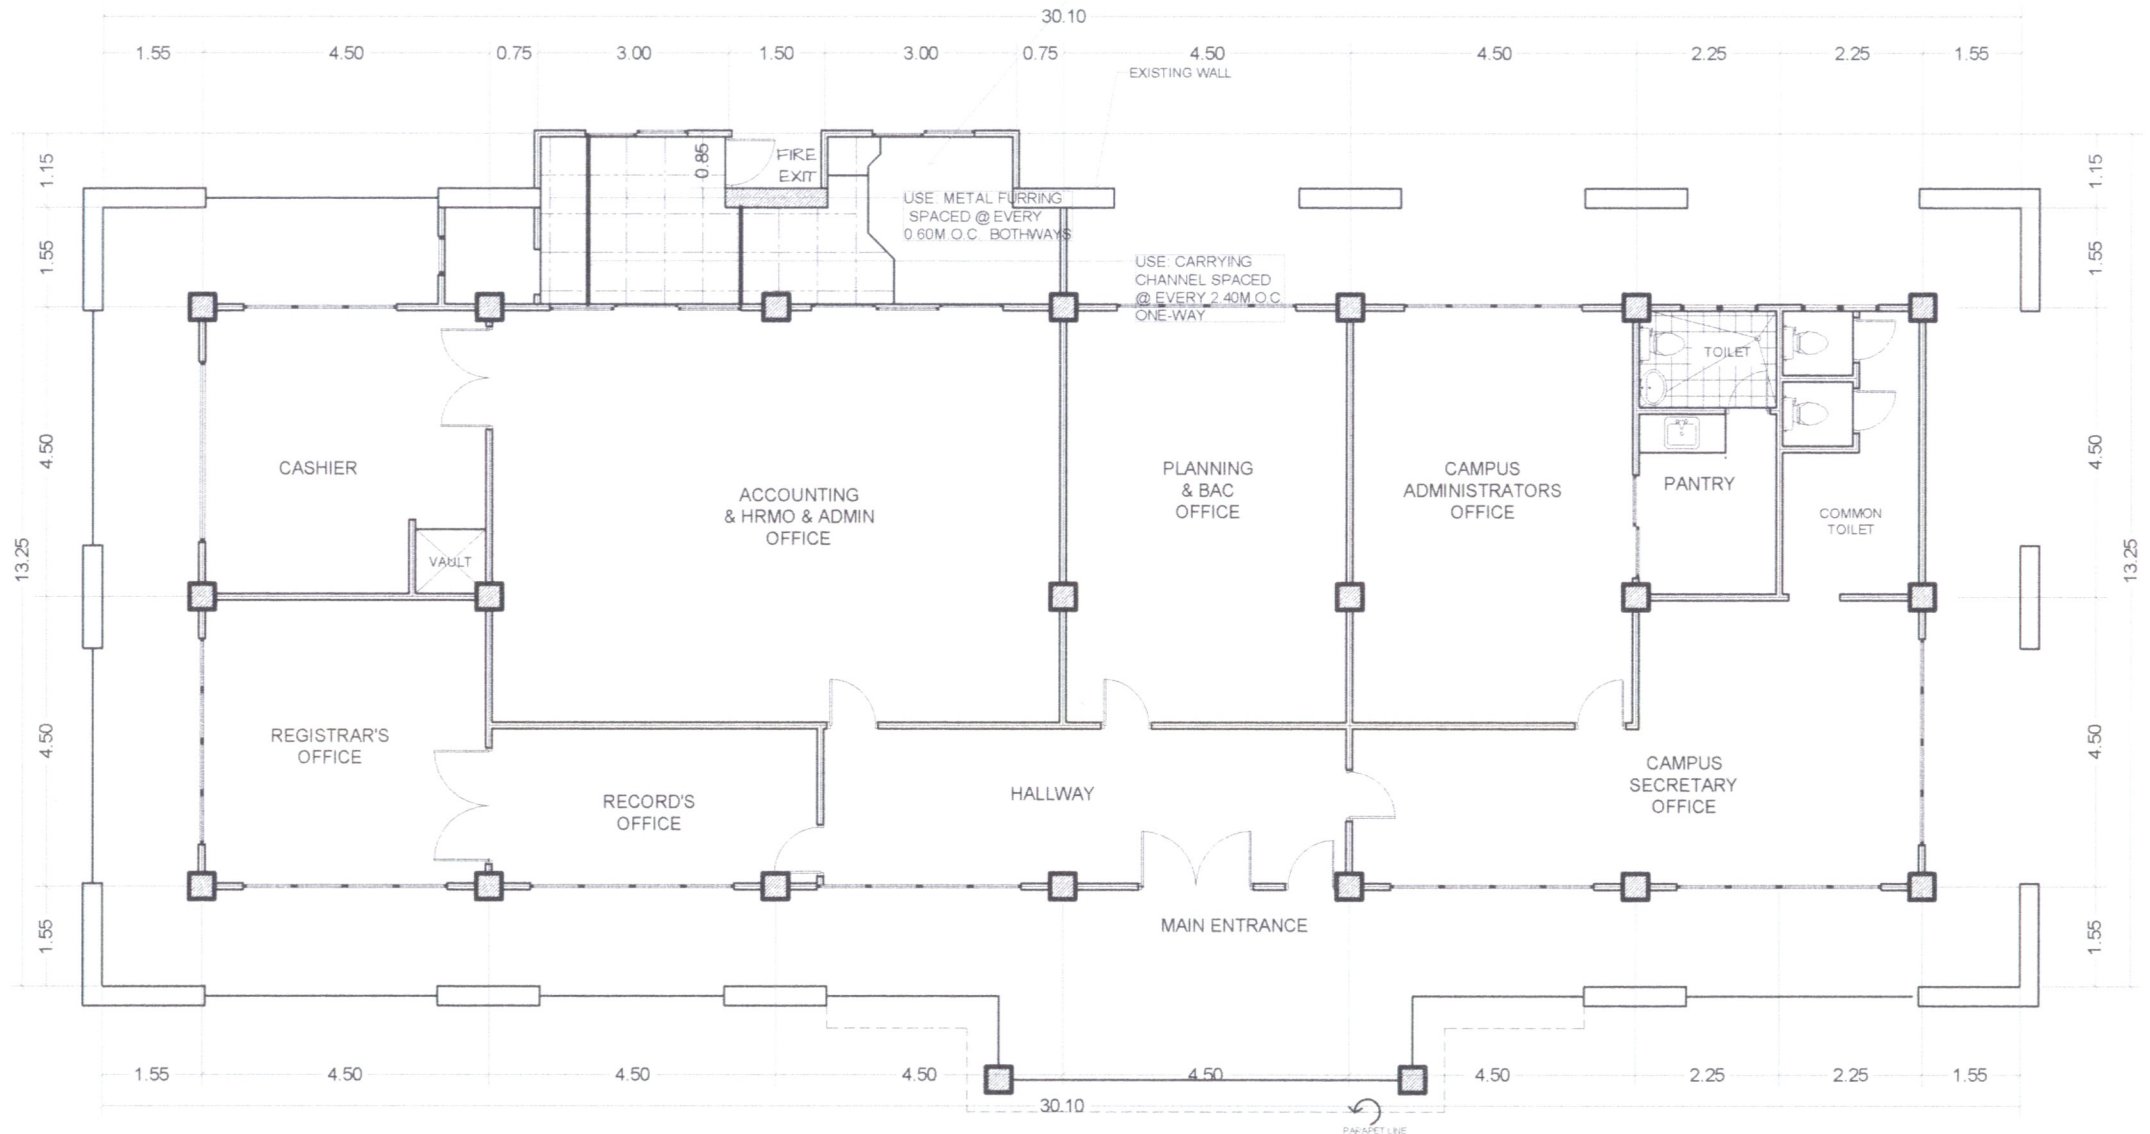 30.10
1.55 4.50 0.75 3.00 1.50 3.00 0.75 4.50 4.50 2.25 2.25 1.55
EXISTING WALL
1.15
0.85
FIRE
EXIT
1.15
USE: METAL FURRING
SPACED @ EVERY
0.60M O.C. BOTHWAYS
1.55
USE: CARRYING
CHANNEL SPACED
@ EVERY 2.40M O.C.
ONE-WAY
1.55
TOILET
4.50
CASHIER
ACCOUNTING
& HRMO & ADMIN
OFFICE
PLANNING
& BAC
OFFICE
CAMPUS
ADMINISTRATORS
OFFICE
PANTRY
COMMON
TOILET
4.50
VAULT
13.25
13.25
4.50
REGISTRAR'S
OFFICE
RECORD'S
OFFICE
HALLWAY
CAMPUS
SECRETARY
OFFICE
4.50
MAIN ENTRANCE
1.55
1.55
1.55 4.50 4.50 4.50 4.50 4.50 2.25 2.25 1.55
30.10
PARAPET LINE